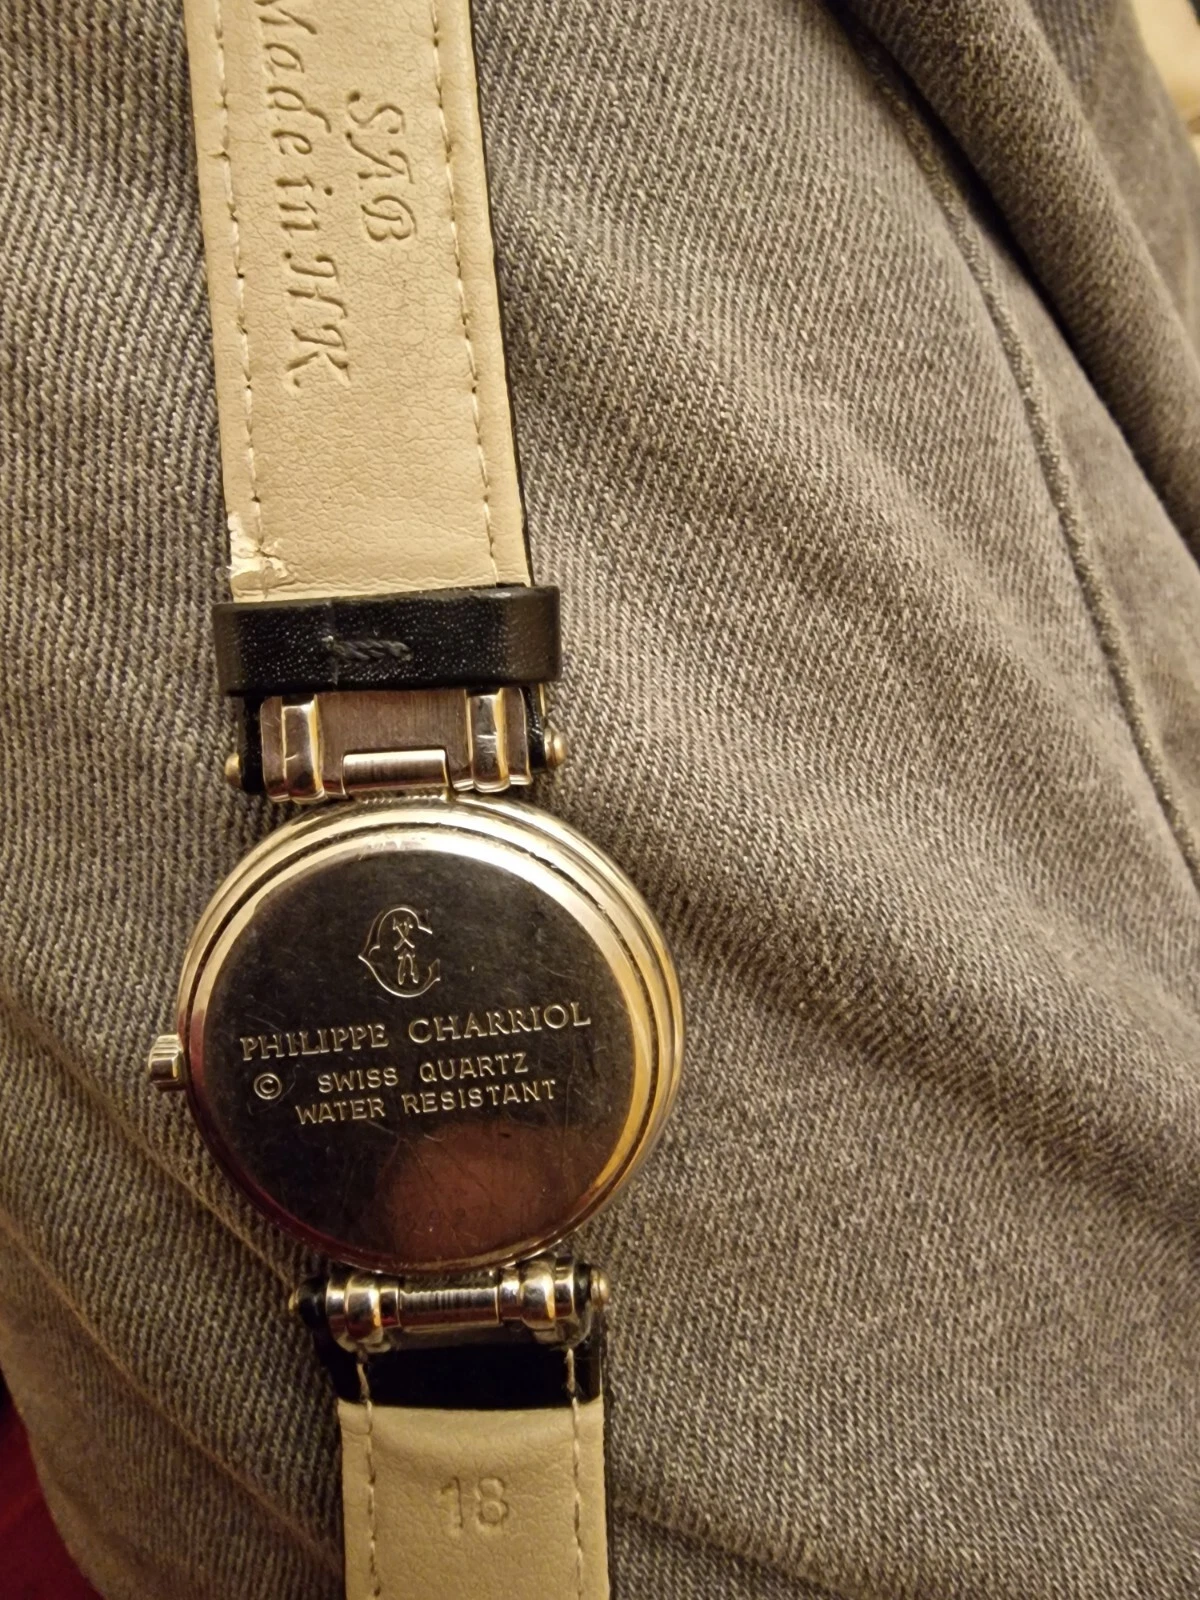 SAB
Made in HK
PHILIPPE CHARRIOL
© SWISS QUARTZ
WATER RESISTANT
18